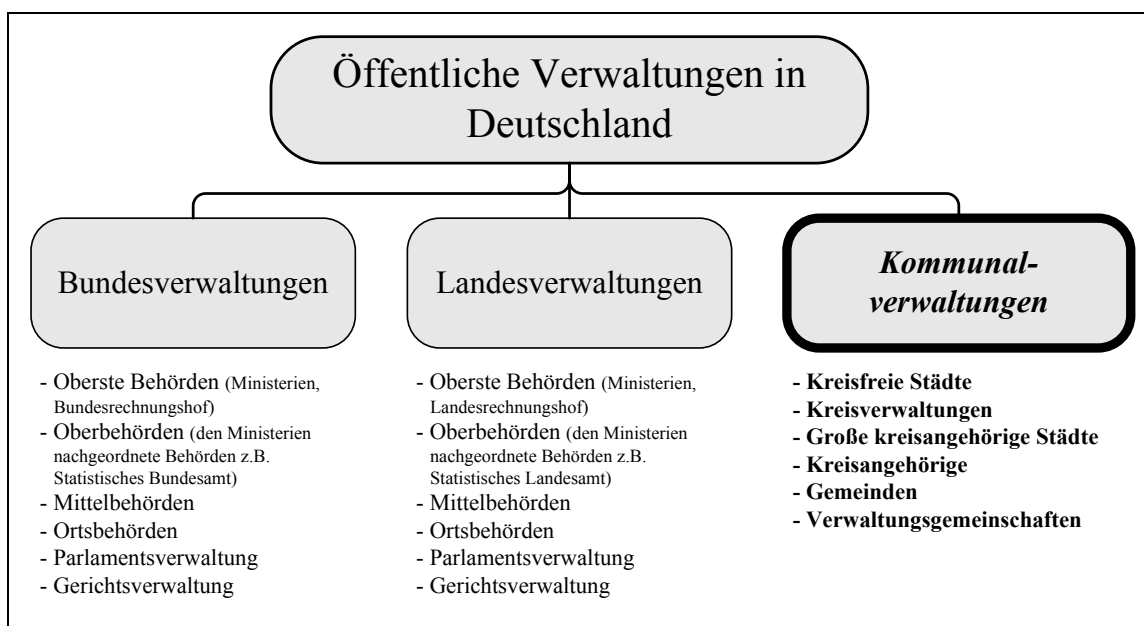 Öffentliche Verwaltungen in
Deutschland
Bundesverwaltungen
- Oberste Behörden (Ministerien,
Bundesrechnungshof)
- Oberbehörden (den Ministerien
nachgeordnete Behörden z.B.
Statistisches Bundesamt)
- Mittelbehörden
- Ortsbehörden
- Parlamentsverwaltung
- Gerichtsverwaltung
Landesverwaltungen
- Oberste Behörden (Ministerien,
Landesrechnungshof)
- Oberbehörden (den Ministerien
nachgeordnete Behörden z.B.
Statistisches Landesamt)
- Mittelbehörden
- Ortsbehörden
- Parlamentsverwaltung
- Gerichtsverwaltung
Kommunal-
verwaltungen
- Kreisfreie Städte
- Kreisverwaltungen
- Große kreisangehörige Städte
- Kreisangehörige
- Gemeinden
- Verwaltungsgemeinschaften